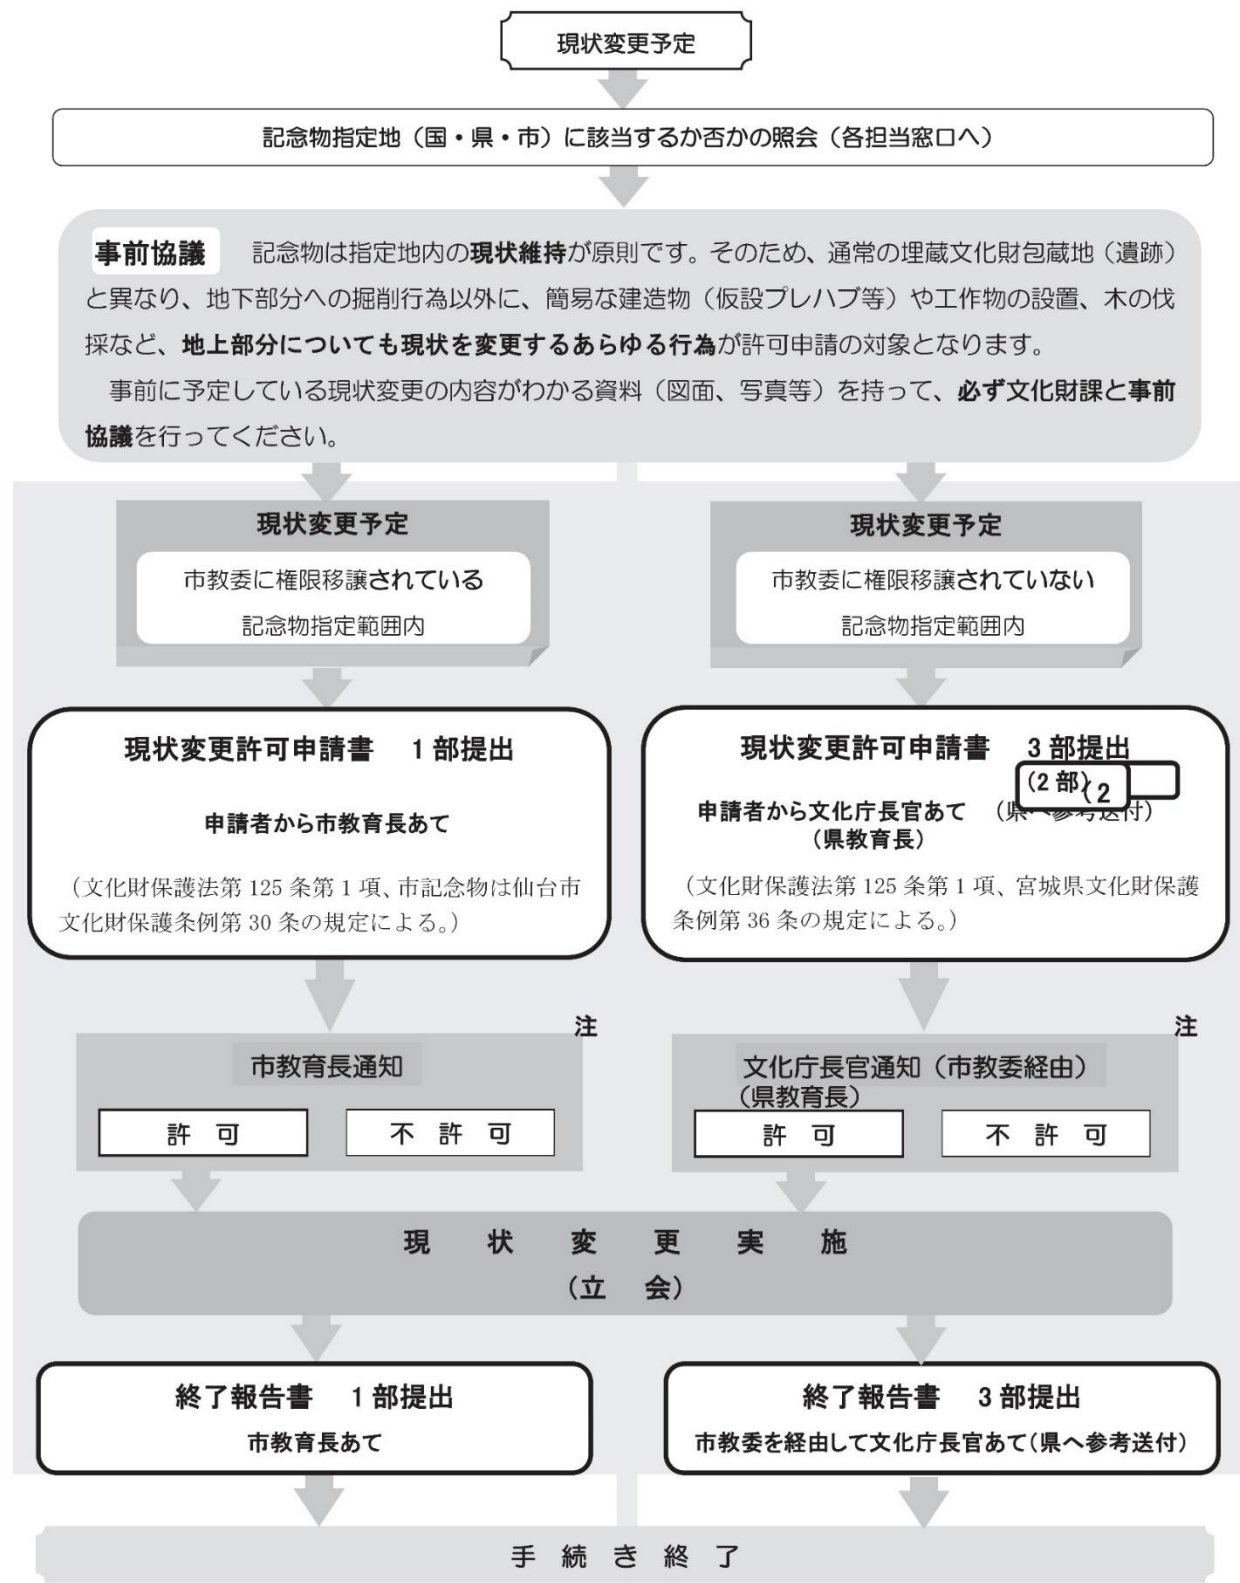 現状変更予定
記念物指定地（国・県・市）に該当するか否かの照会（各担当窓口へ）
事前協議　記念物は指定地内の現状維持が原則です。そのため、通常の埋蔵文化財包蔵地（遺跡）
と異なり、地下部分への掘削行為以外に、簡易な建造物（仮設プレハブ等）や工作物の設置、木の伐
採など、地上部分についても現状を変更するあらゆる行為が許可申請の対象となります。
事前に予定している現状変更の内容がわかる資料（図面、写真等）を持って、必ず文化財課と事前
協議を行ってください。
現状変更予定
市教委に権限移譲されている
記念物指定範囲内
現状変更許可申請書　1部提出
申請者から市教育長あて
（文化財保護法第125条第1項、市記念物は仙台市
文化財保護条例第30条の規定による。）
注
市教育長通知
許　可
不　許　可
現状変更予定
市教委に権限移譲されていない
記念物指定範囲内
現状変更許可申請書　3部提出
(2部)
(2
申請者から文化庁長官あて　（県へ参考送付）
（県教育長）
（文化財保護法第125条第1項、宮城県文化財保護
条例第36条の規定による。）
注
文化庁長官通知（市教委経由）
（県教育長）
許　可
不　許　可
現　状　変　更　実　施
（立　会）
終了報告書　1部提出
市教育長あて
終了報告書　3部提出
市教委を経由して文化庁長官あて（県へ参考送付）
手　続　き　終　了